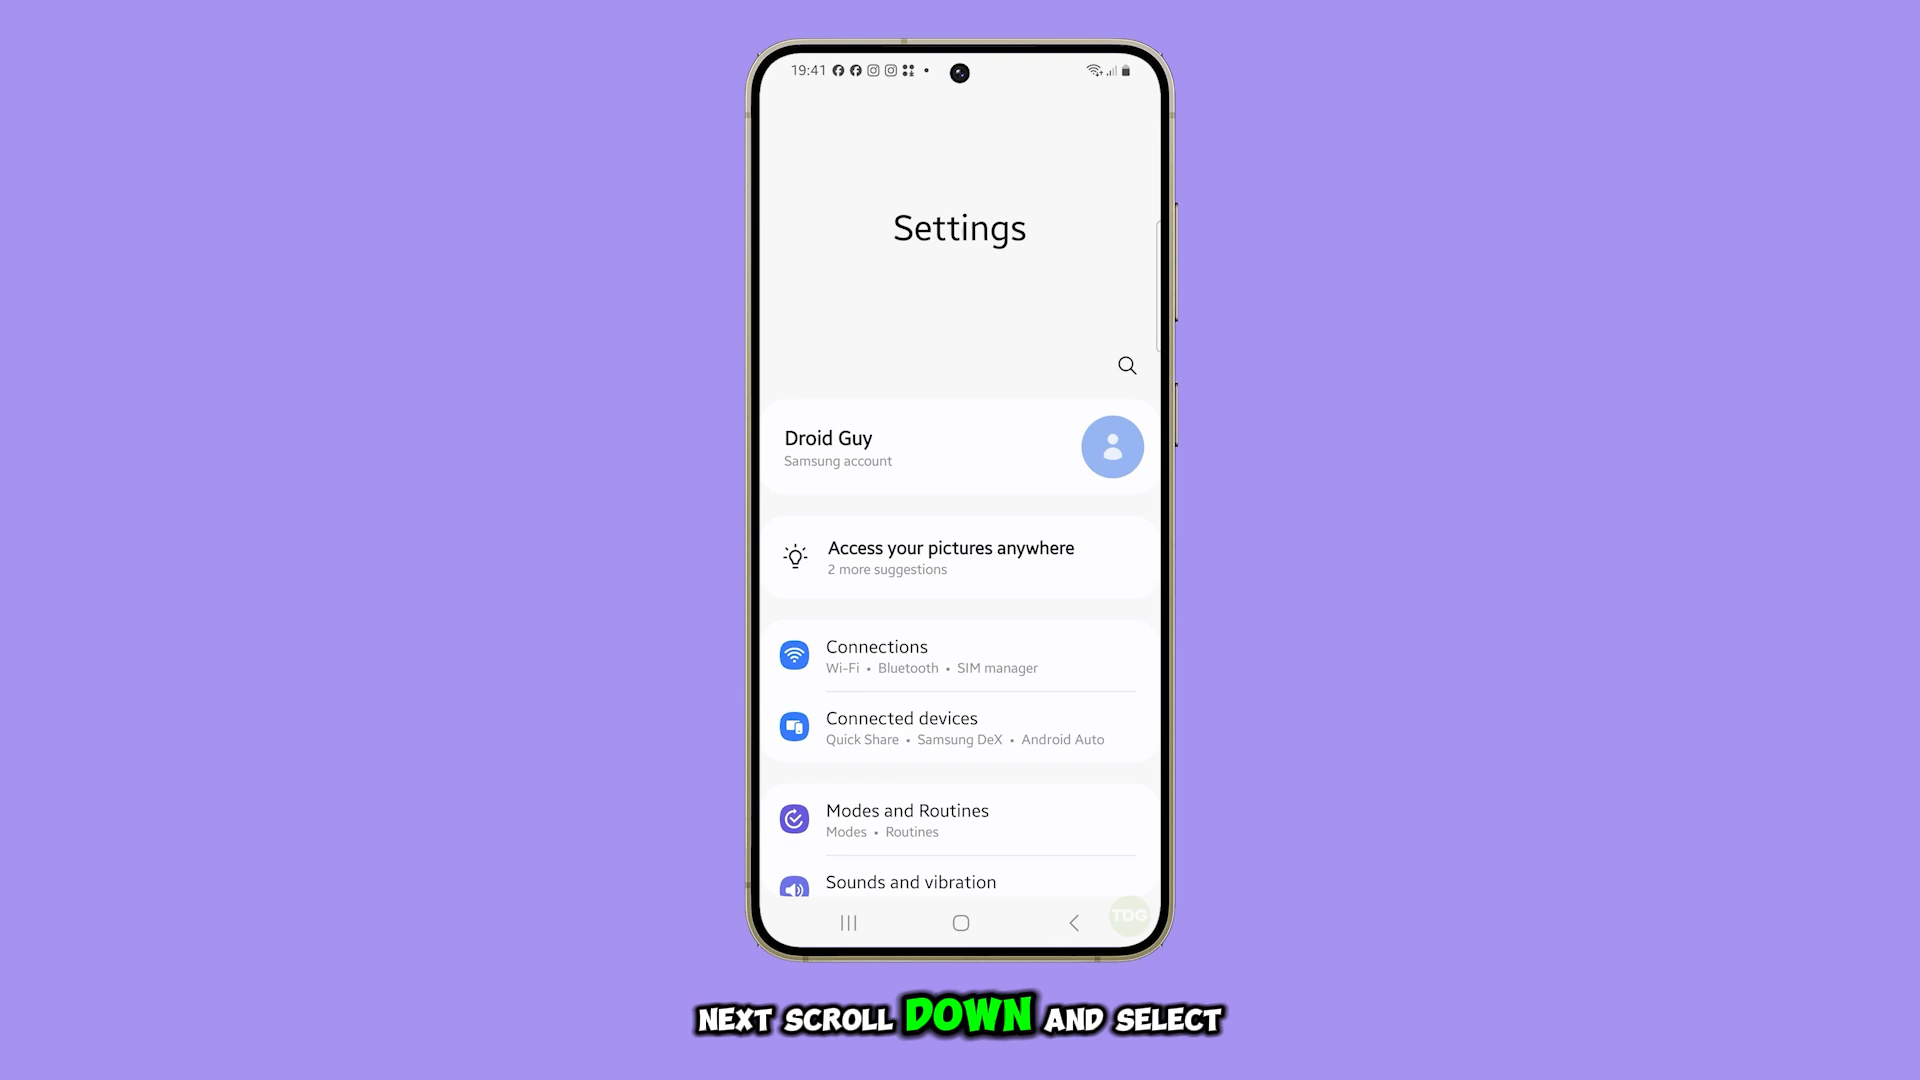 19:41
Settings
Droid Guy
Samsung account
Access your pictures anywhere
2 more suggestions
Connections
Wi-Fi • Bluetooth • SIM manager
Connected devices
Quick Share • Samsung DeX • Android Auto
Modes and Routines
Modes • Routines
Sounds and vibration
TDG
NEXT SCROLL DOWN AND SELECT